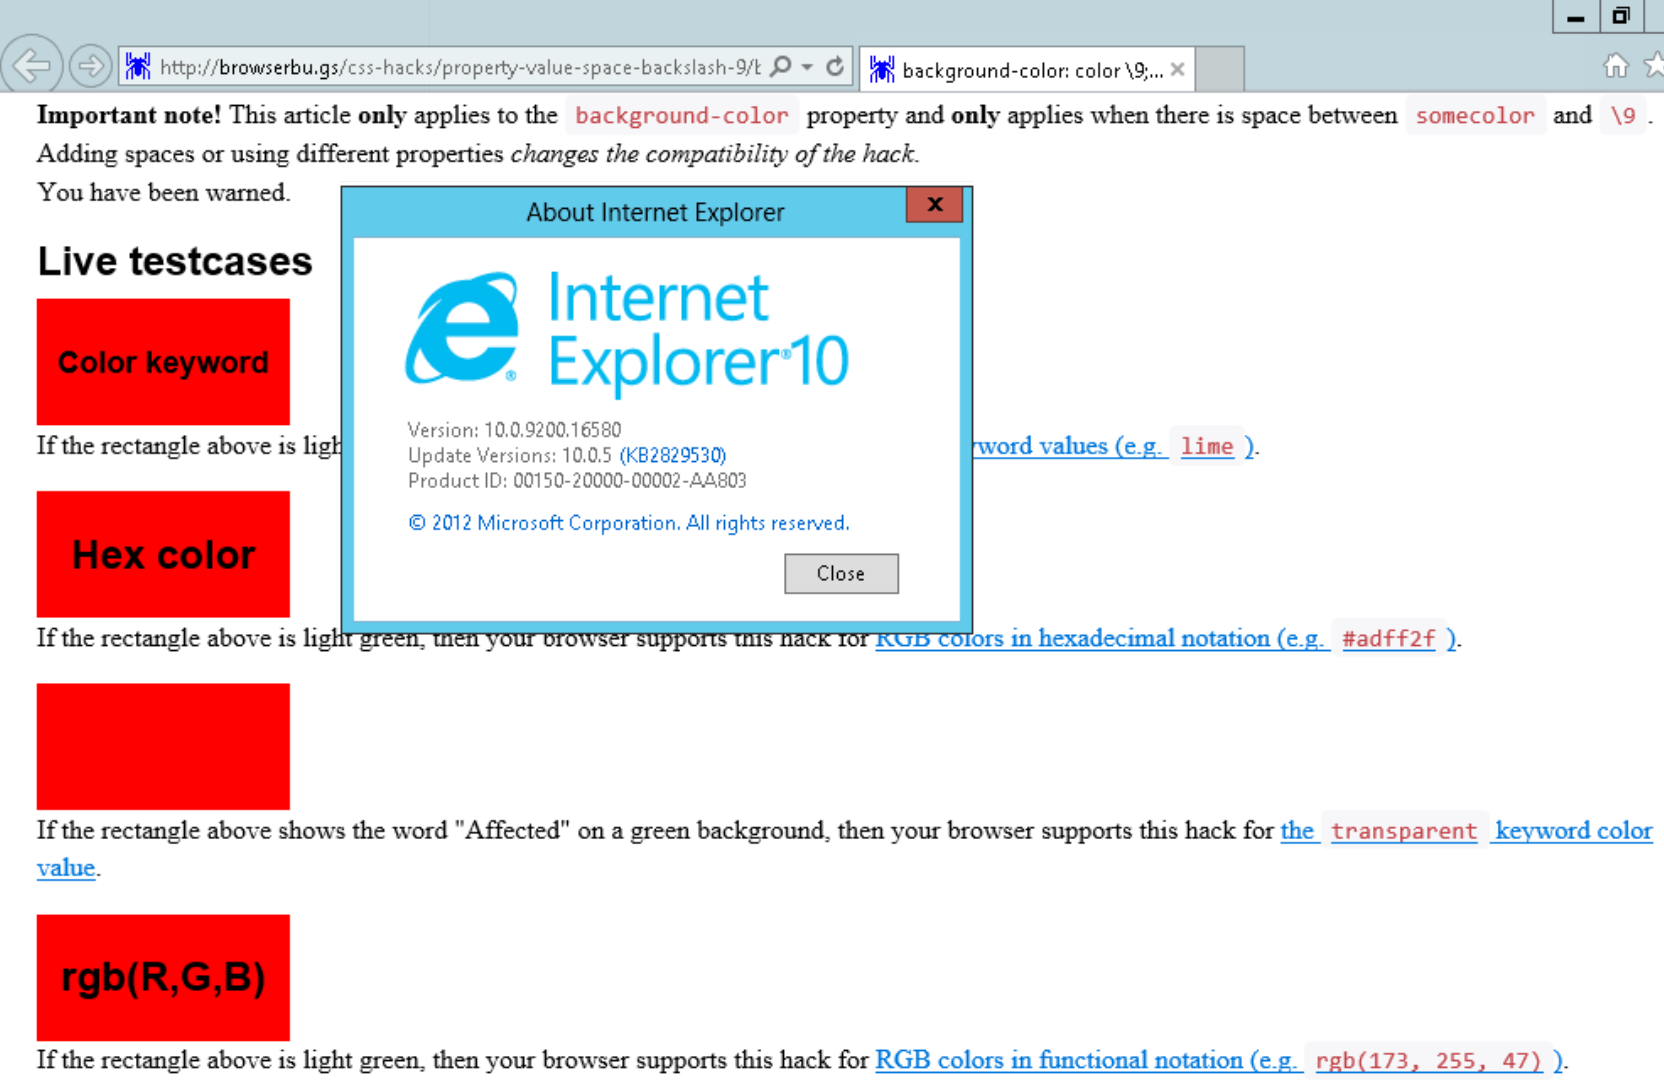 http://browserbu.gs/css-hacks/property-value-space-backslash-9/b
background-color: color \9;...
Important note! This article only applies to the background-color property and only applies when there is space between somecolor and \9 .
Adding spaces or using different properties changes the compatibility of the hack.
You have been warned.
About Internet Explorer
x
Live testcases
Internet
Explorer®10
Color keyword
Version: 10.0.9200.16580
If the rectangle above is ligh
word values (e.g. lime ).
Update Versions: 10.0.5 (KB2829530)
Product ID: 00150-20000-00002-AA803
© 2012 Microsoft Corporation. All rights reserved.
Hex color
Close
If the rectangle above is light green, then your browser supports this hack for RGB colors in hexadecimal notation (e.g. #adff2f ).
If the rectangle above shows the word "Affected" on a green background, then your browser supports this hack for the transparent keyword color
value.
rgb(R,G,B)
If the rectangle above is light green, then your browser supports this hack for RGB colors in functional notation (e.g. rgb(173, 255, 47) ).